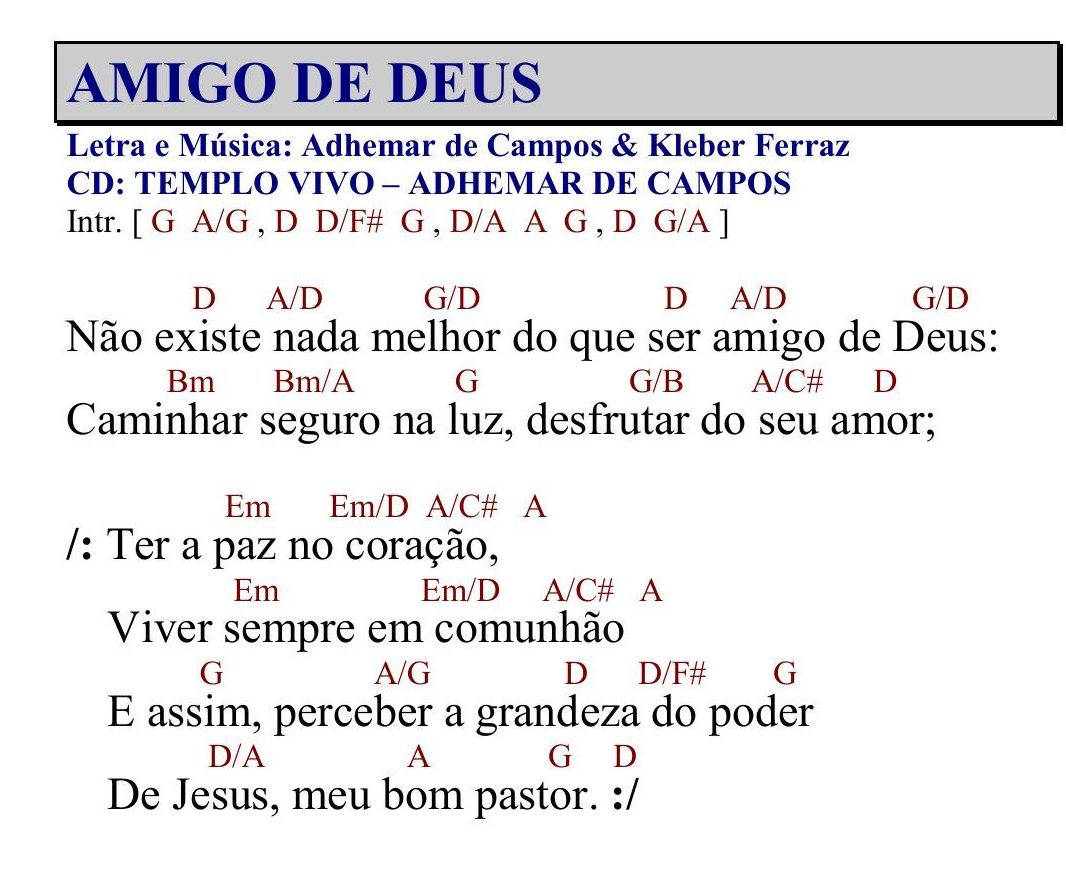 AMIGO DE DEUS
Letra e Música: Adhemar de Campos & Kleber Ferraz
CD: TEMPLO VIVO – ADHEMAR DE CAMPOS
Intr. [ G A/G , D D/F# G , D/A A G , D G/A ]
D A/D G/D D A/D G/D
Não existe nada melhor do que ser amigo de Deus:
Bm Bm/A G G/B A/C# D
Caminhar seguro na luz, desfrutar do seu amor;
Em Em/D A/C# A
/: Ter a paz no coração,
Em Em/D A/C# A
Viver sempre em comunhão
G A/G D D/F# G
E assim, perceber a grandeza do poder
D/A A G D
De Jesus, meu bom pastor. :/